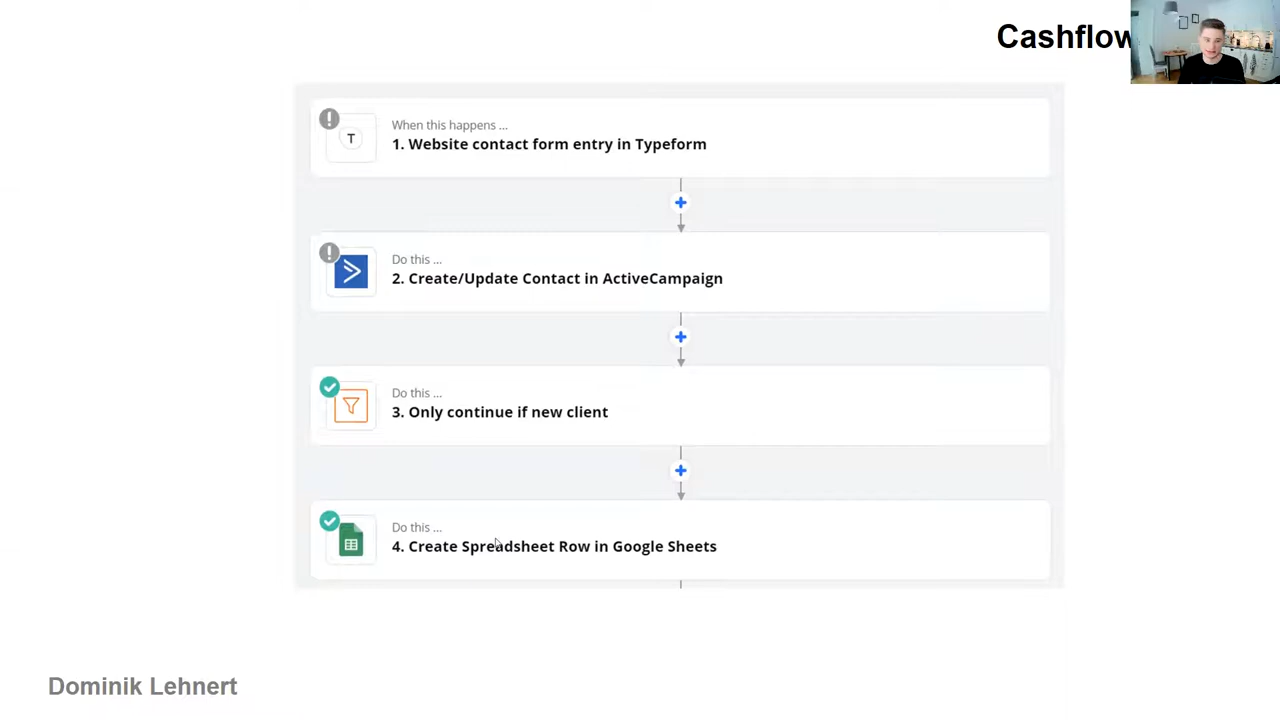 Cashflow
When this happens ...
T
1. Website contact form entry in Typeform
Do this ...
2. Create/Update Contact in ActiveCampaign
Do this ...
3. Only continue if new client
Do this ...
4. Create Spreadsheet Row in Google Sheets
Dominik Lehnert